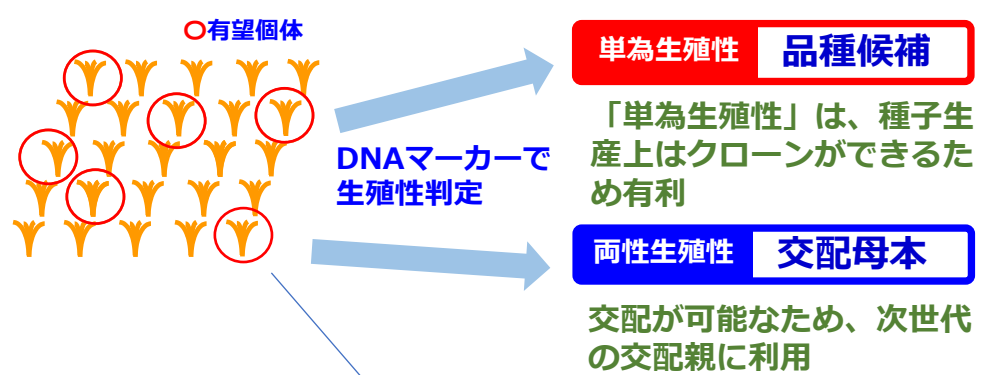 〇有望個体
DNAマーカーで
生殖性判定
単為生殖性 品種候補
「単為生殖性」は、種子生
産上はクローンができるた
め有利
両性生殖性 交配母本
交配が可能なため、次世代
の交配親に利用